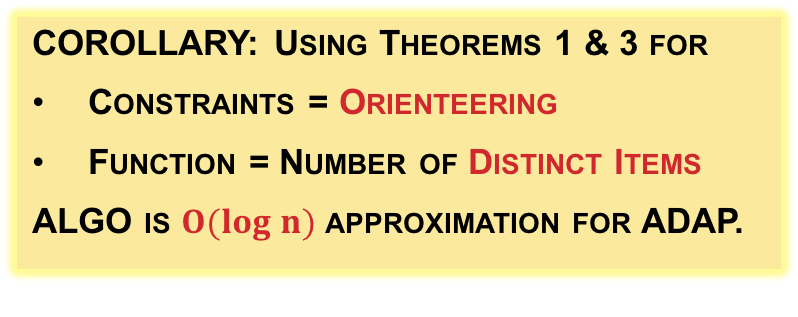 COROLLARY: USING THEOREMS 1 & 3 FOR
• CONSTRAINTS = ORIENTEERING
• FUNCTION = NUMBER OF DISTINCT ITEMS
ALGO IS O(log n) APPROXIMATION FOR ADAP.